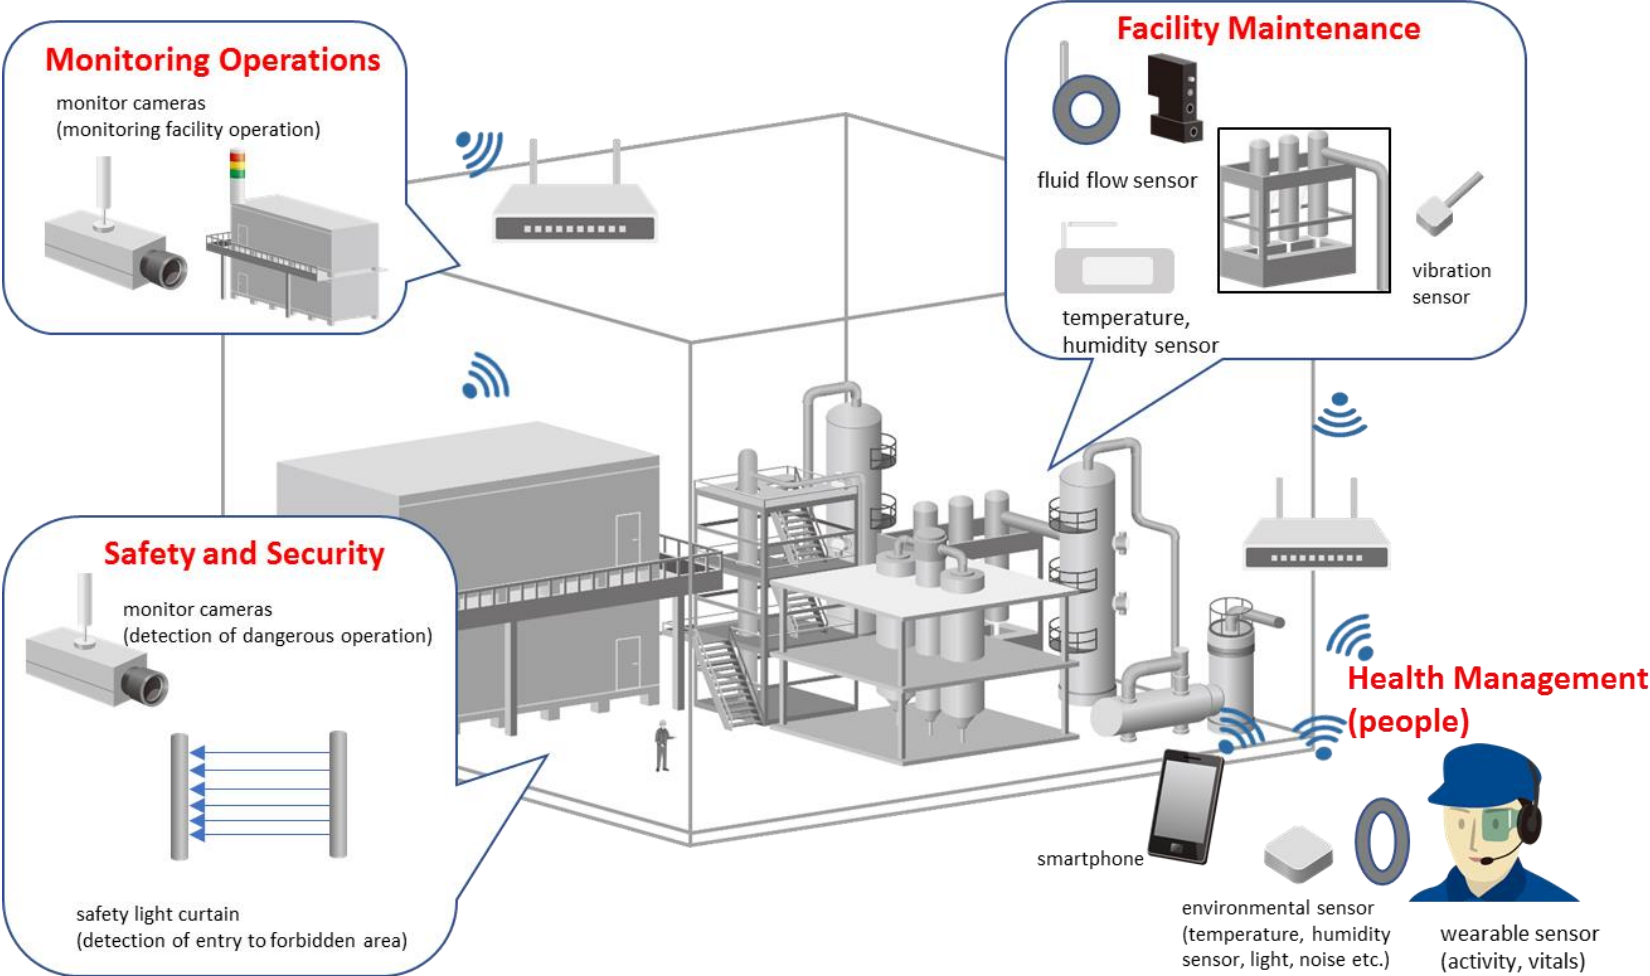 Monitoring Operations
monitor cameras
(monitoring facility operation)
Facility Maintenance
fluid flow sensor
temperature,
humidity sensor
vibration
sensor
Safety and Security
monitor cameras
(detection of dangerous operation)
safety light curtain
(detection of entry to forbidden area)
Health Management
(people)
smartphone
environmental sensor
(temperature, humidity
sensor, light, noise etc.)
wearable sensor
(activity, vitals)